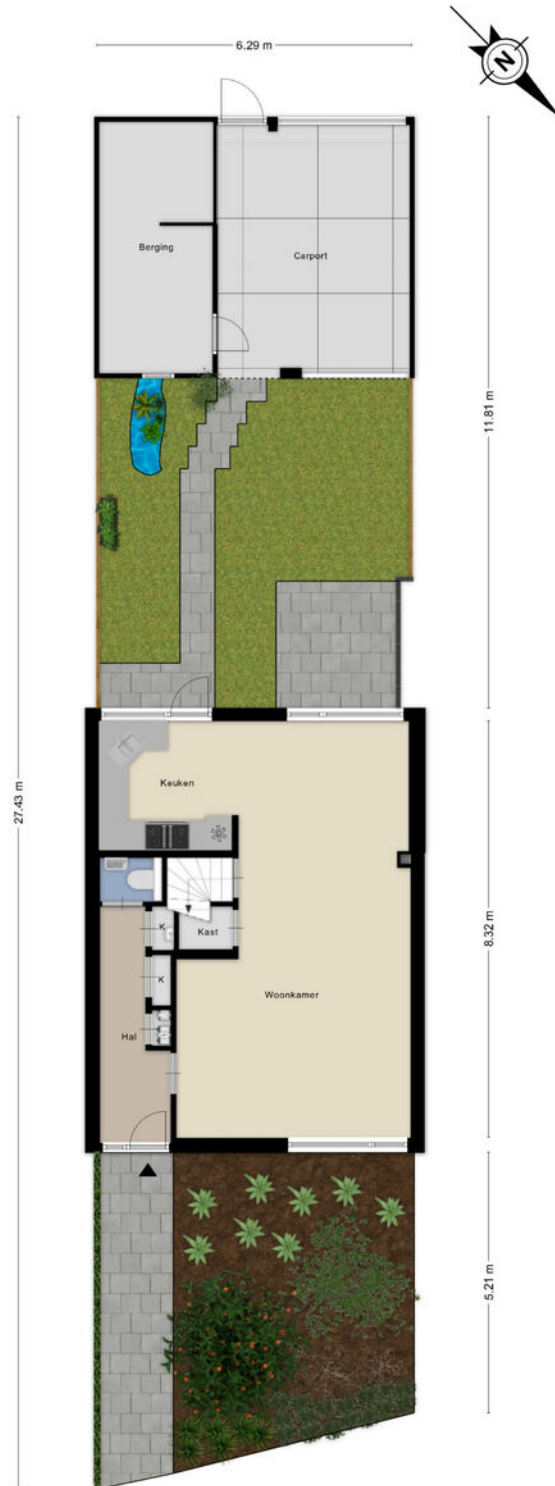 6.29 m
N
Berging
Carport
11.81 m
27.43 m
Keuken
K
Kast
8.32 m
K
Woonkamer
Hal
5.21 m